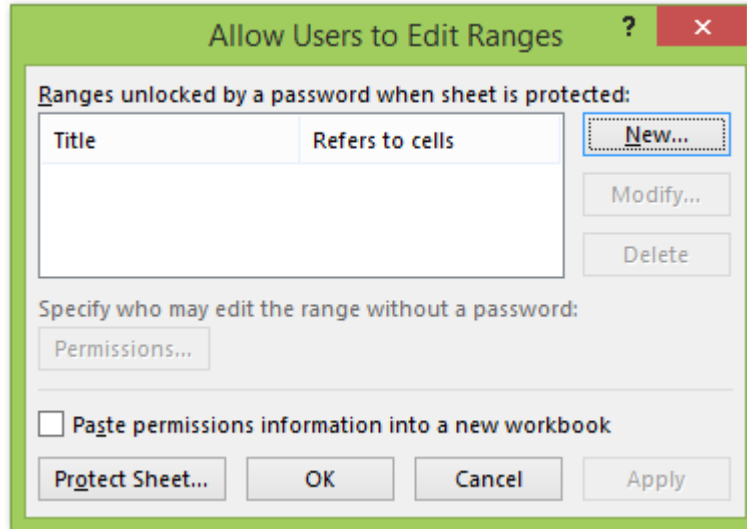 Allow Users to Edit Ranges ? ×
Ranges unlocked by a password when sheet is protected:
Title Refers to cells New...
Modify...
Delete
Specify who may edit the range without a password:
Permissions...
Paste permissions information into a new workbook
Protect Sheet... OK Cancel Apply